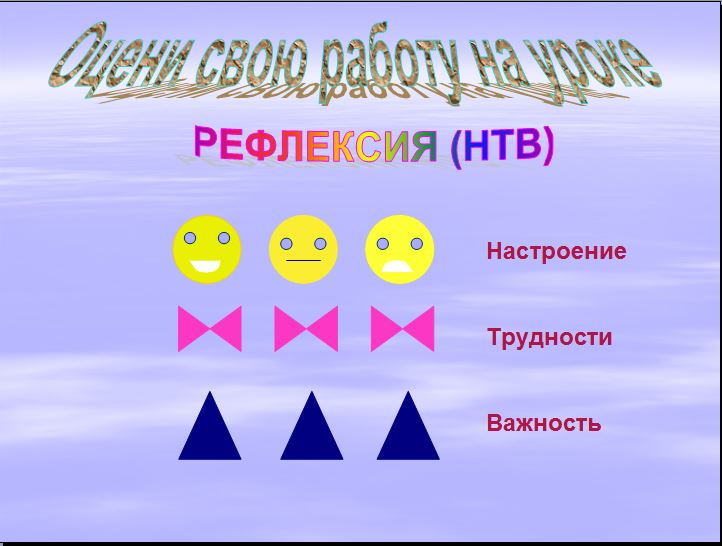 Оцени свою работу на уроке
РЕФЛЕКСИЯ (НТВ)
Настроение
Трудности
Важность